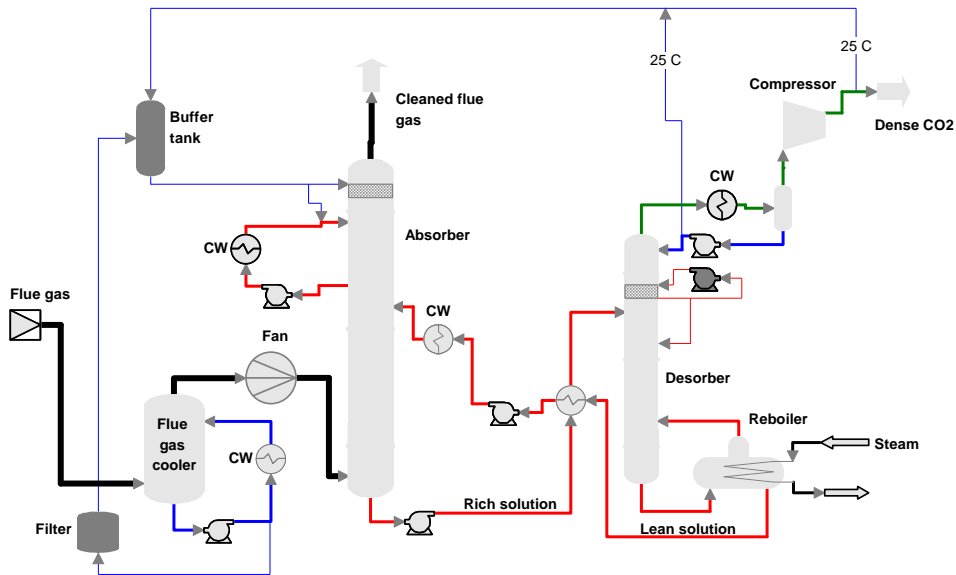 25 C
25 C
Compressor
Dense CO2
Cleaned flue
gas
Buffer
tank
CW
Absorber
CW
Flue gas
CW
Fan
Desorber
Reboiler
Steam
Flue
gas
cooler
CW
Rich solution
Lean solution
Filter